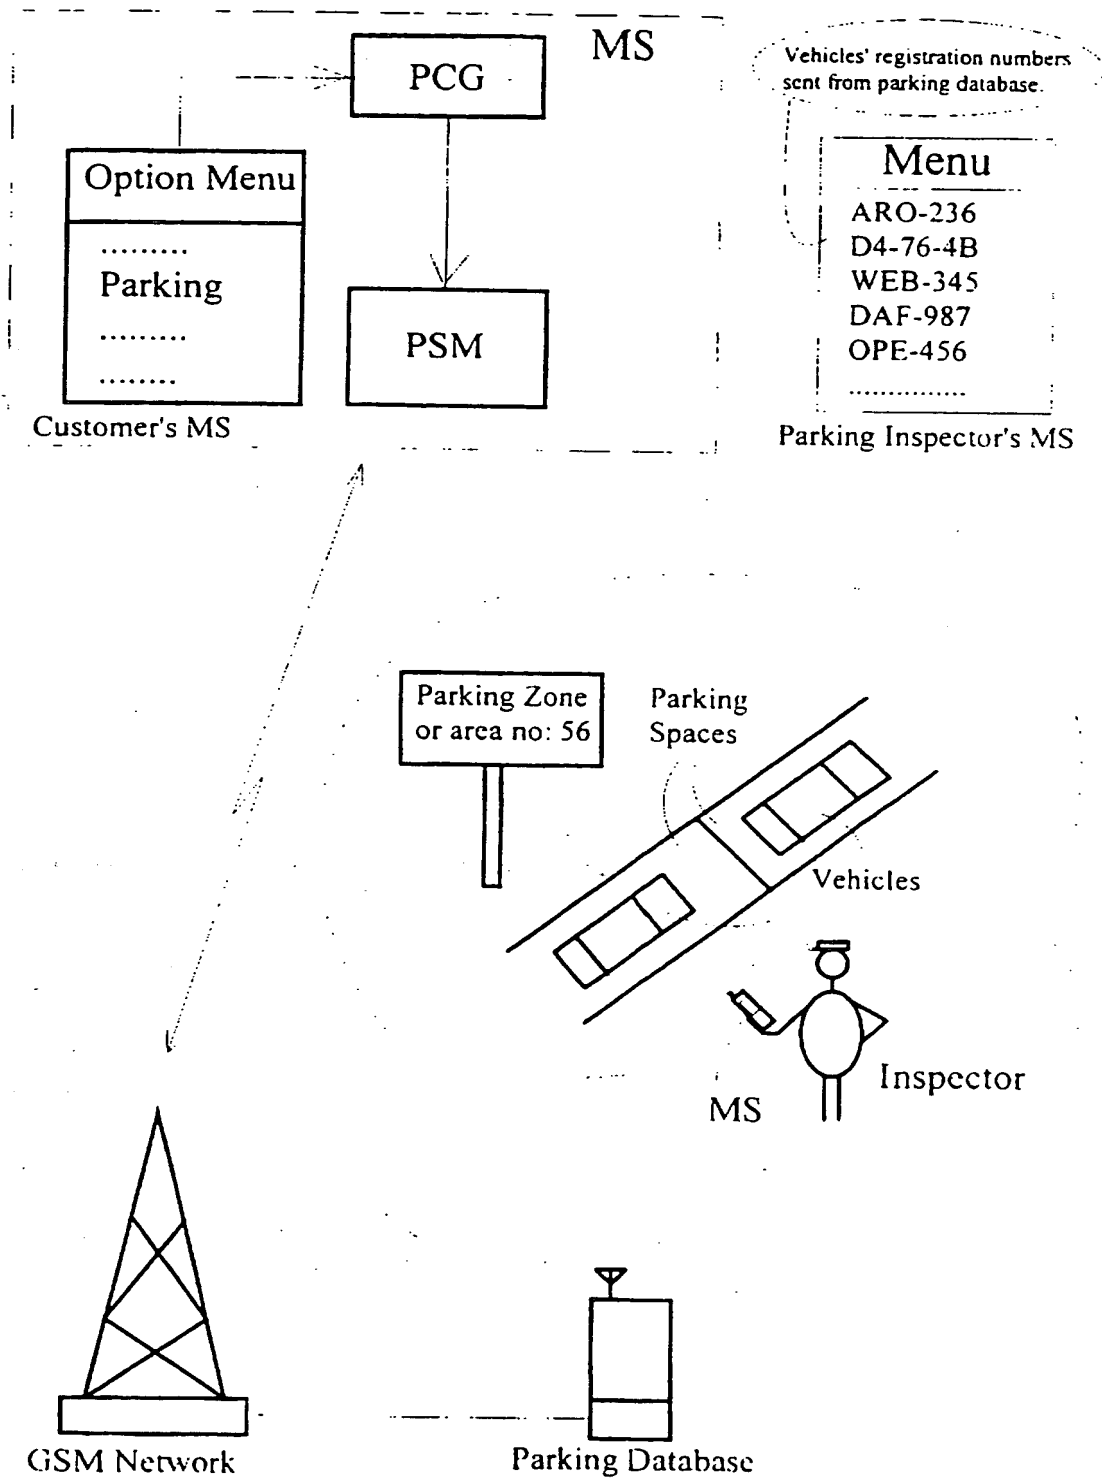 MS
PCG
Option Menu
.........
Parking
.........
........
PSM
Customer's MS
Vehicles' registration numbers
sent from parking database.
Menu
ARO-236
D4-76-4B
WEB-345
DAF-987
OPE-456
..............
Parking Inspector's MS
Parking Zone
or area no: 56
Parking
Spaces
Vehicles
Inspector
MS
GSM Network
Parking Database